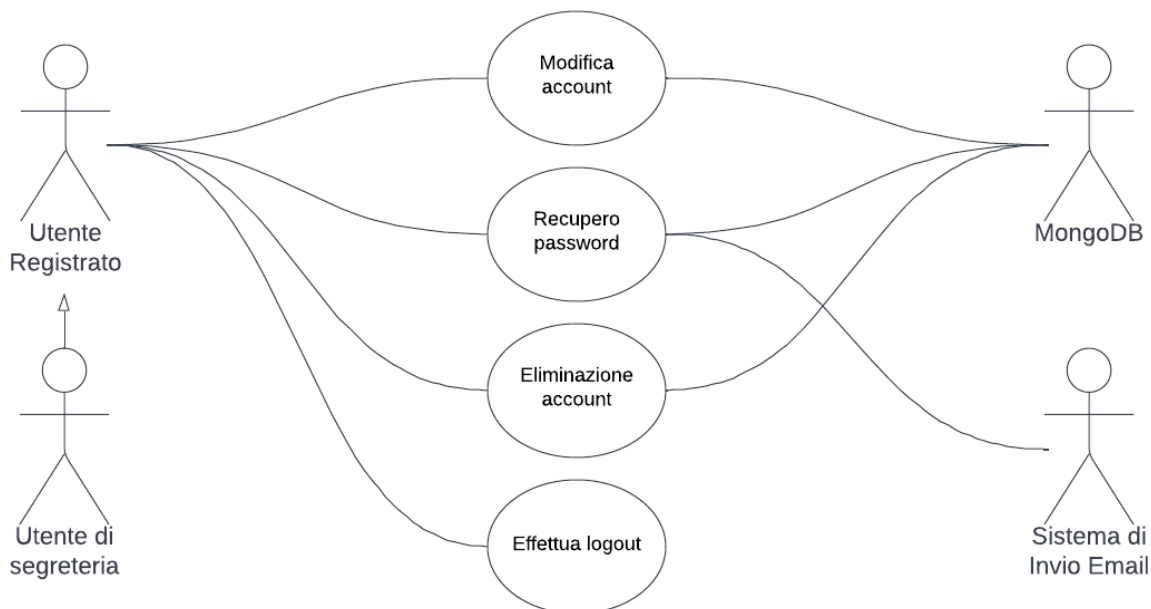 Modifica
account
Utente
Registrato
Recupero
password
MongoDB
Eliminazione
account
Utente di
segreteria
Effettua logout
Sistema di
Invio Email